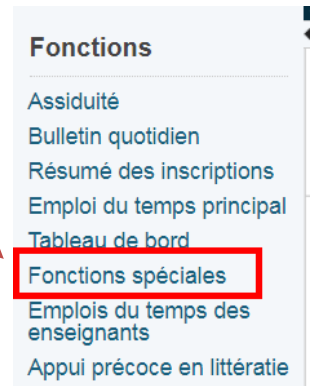 Fonctions
Assiduité
Bulletin quotidien
Résumé des inscriptions
Emploi du temps principal
Tableau de bord
Fonctions spéciales
Emplois du temps des
enseignants
Appui précoce en littératie